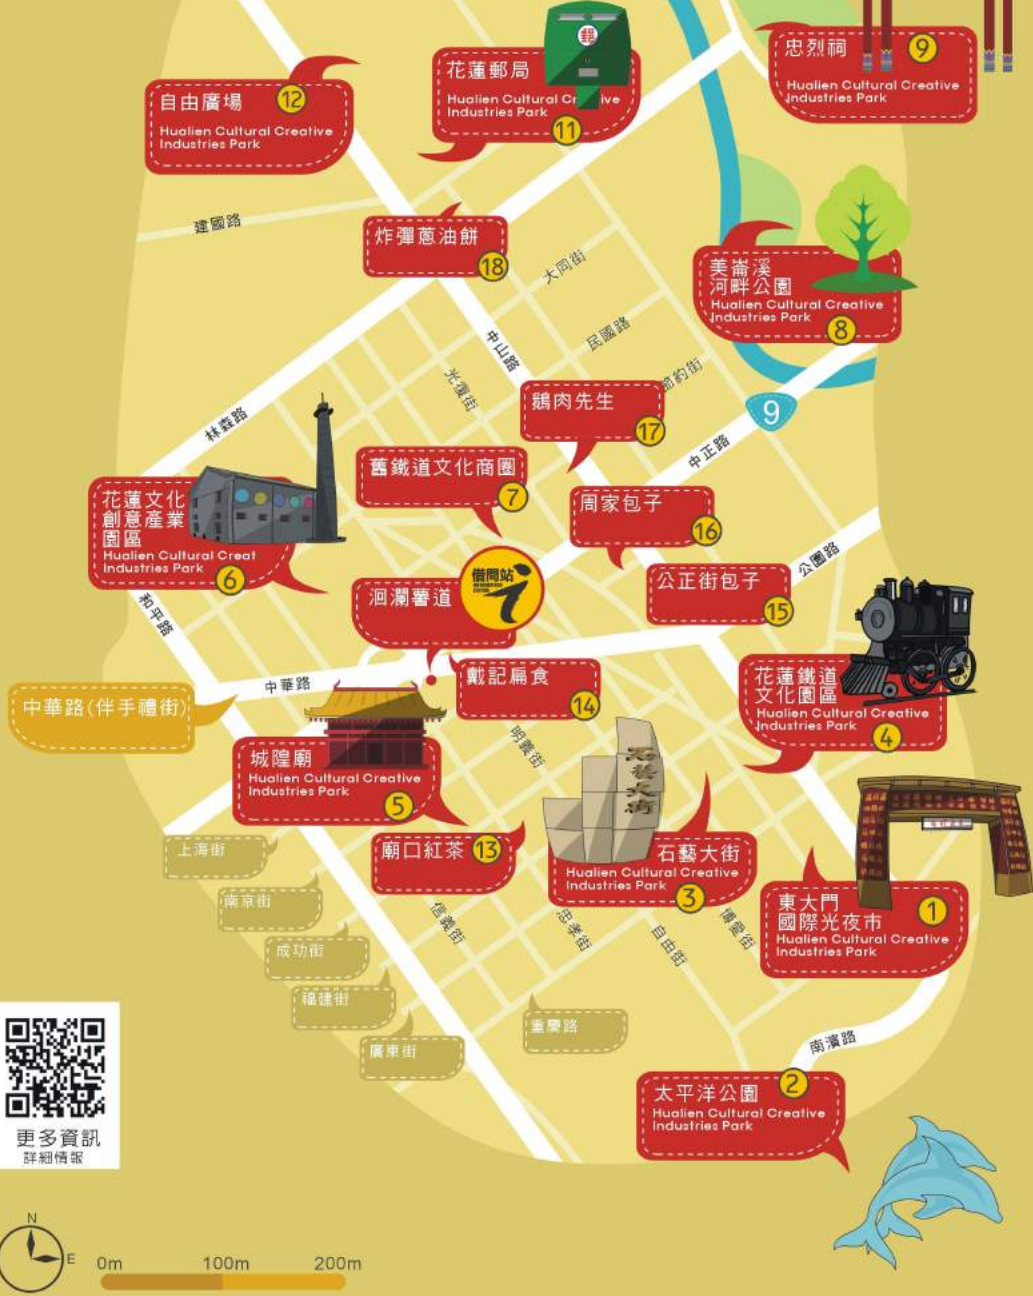 忠烈祠
9
Hualien Cultural Creative
Industries Park
花蓮郵局
郵
Hualien Cultural Cr ive
Industries Park
11
自由廣場
12
Hualien Cultural Creative
Industries Park
建國路
炸彈蔥油餅
18
大同街
美崙溪
河畔公園
Hualien Cultural Creative
Industries Park
8
中山路
民國路
光復街
節約街
鵝肉先生
17
9
林森路
中正路
舊鐵道文化商圈
7
花蓮文化
創意產業
園區
Hualien Cultural Creat
Industries Park
6
周家包子
16
公園路
借問站
INFORMATION
STATION
洄瀾薯道
公正街包子
15
和平路
戴記扁食
14
中華路
中華路(伴手禮街)
花蓮鐵道
文化園區
Hualien Cultural Creative
Industries Park
4
明義街
城隍廟
Hualien Cultural Creative
Industries Park
5
石藝大街
廟口紅茶
13
石藝大街
Hualien Cultural Creative
Industries Park
3
上海街
南京街
成功街
福建街
廣東街
重慶路
信義街
忠孝街
自由街
博愛街
東大門
國際光夜市
Hualien Cultural Creative
Industries Park
1
南濱路
太平洋公園
2
Hualien Cultural Creative
Industries Park
更多資訊
詳細情報
N
E
0m
100m
200m